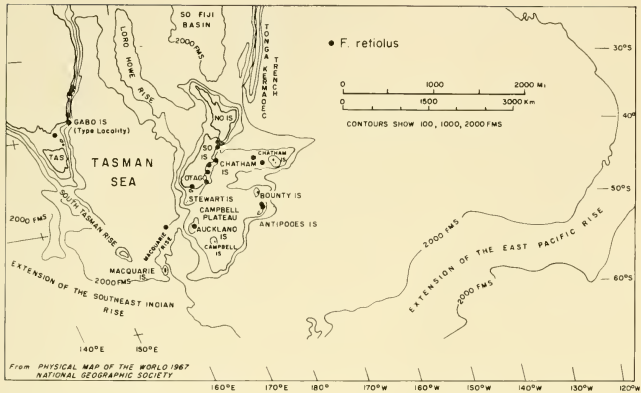 SO FIJI
BASIN
2000 FMS
LORD
HOWE
RISE
TONGA
KERMADEC
TRENCH
● F. retiolus
0 1000 2000 Mi
0 1500 3000 Km
CONTOURS SHOW 100, 1000, 2000 FMS
30°S
40°
50°S
60°S
GABO IS
(Type Locality)
TAS
TASMAN
SEA
NO IS
SO
IS
OTAGO
CHATHAM
IS
CHATHAM
IS
STEWART IS
BOUNTY IS
CAMPBELL
PLATEAU
ANTIPODES IS
AUCKLAND
IS
CAMPBELL
IS
SOUTH TASMAN RISE
2000 FMS
MACQUARIE
RISE
MACQUARIE
IS
2000 FMS
EXTENSION OF THE SOUTHEAST INDIAN
RISE
2000 FMS
EXTENSION OF THE EAST PACIFIC RISE
2000 FMS
140°E 150°E
160°E 170°E 180° 170°W 160°W 150°W 140°W 130°W 120°W
From PHYSICAL MAP OF THE WORLD 1967
NATIONAL GEOGRAPHIC SOCIETY